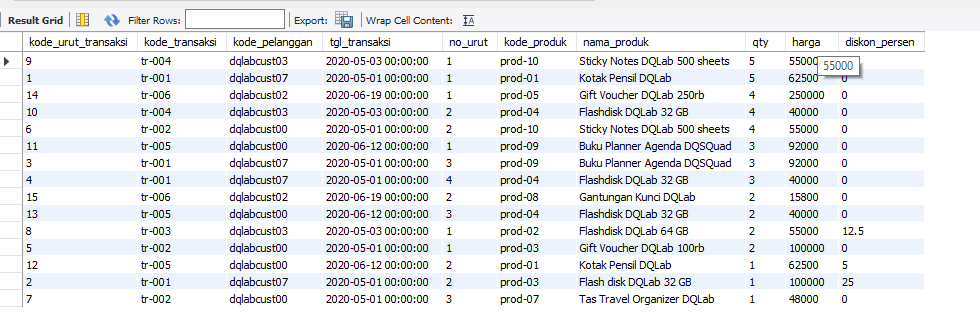 Result Grid Filter Rows: Export: Wrap Cell Content: IA
kode_urut_transaksi kode_transaksi kode_pelanggan tgl_transaksi no_urut kode_produk nama_produk qty harga diskon_persen
9 tr-004 dqlabcust03 2020-05-03 00:00:00 1 prod-10 Sticky Notes DQLab 500 sheets 5 55000
55000
1 tr-001 dqlabcust07 2020-05-01 00:00:00 1 prod-01 Kotak Pensil DQLab 5 62500 0
14 tr-006 dqlabcust02 2020-06-19 00:00:00 1 prod-05 Gift Voucher DQLab 250rb 4 250000 0
10 tr-004 dqlabcust03 2020-05-03 00:00:00 2 prod-04 Flashdisk DQLab 32 GB 4 40000 0
6 tr-002 dqlabcust00 2020-05-01 00:00:00 2 prod-10 Sticky Notes DQLab 500 sheets 4 55000 0
11 tr-005 dqlabcust00 2020-06-12 00:00:00 1 prod-09 Buku Planner Agenda DQSQuad 3 92000 0
3 tr-001 dqlabcust07 2020-05-01 00:00:00 3 prod-09 Buku Planner Agenda DQSQuad 3 92000 0
4 tr-001 dqlabcust07 2020-05-01 00:00:00 4 prod-04 Flashdisk DQLab 32 GB 3 40000 0
15 tr-006 dqlabcust02 2020-06-19 00:00:00 2 prod-08 Gantungan Kunci DQLab 2 15800 0
13 tr-005 dqlabcust00 2020-06-12 00:00:00 3 prod-04 Flashdisk DQLab 32 GB 2 40000 0
8 tr-003 dqlabcust03 2020-05-03 00:00:00 1 prod-02 Flashdisk DQLab 64 GB 2 55000 12.5
5 tr-002 dqlabcust00 2020-05-01 00:00:00 1 prod-03 Gift Voucher DQLab 100rb 2 100000 0
12 tr-005 dqlabcust00 2020-06-12 00:00:00 2 prod-01 Kotak Pensil DQLab 1 62500 5
2 tr-001 dqlabcust07 2020-05-01 00:00:00 2 prod-03 Flash disk DQLab 32 GB 1 100000 25
7 tr-002 dqlabcust00 2020-05-01 00:00:00 3 prod-07 Tas Travel Organizer DQLab 1 48000 0